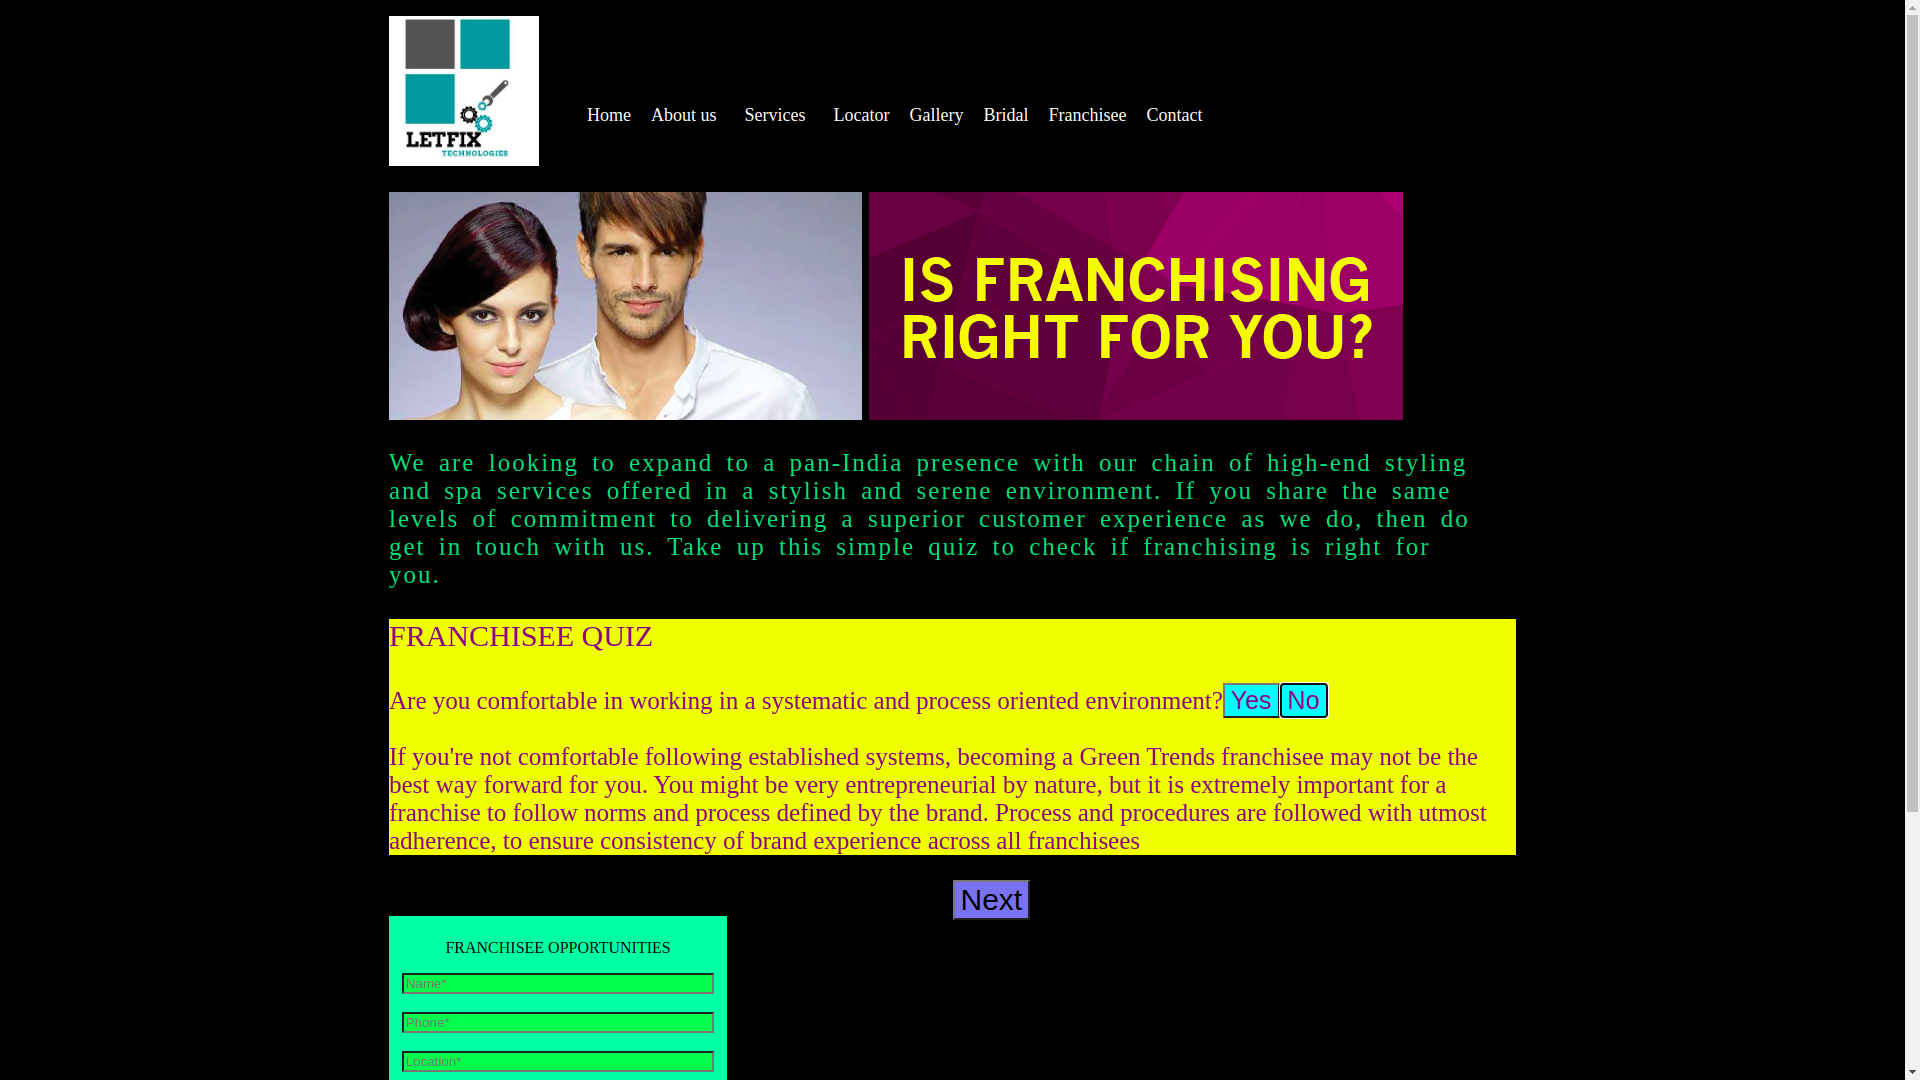 LETFIX
TECHNOLOGIES
Home About us Services Locator Gallery Bridal Franchisee Contact
IS FRANCHISING
RIGHT FOR YOU?
We are looking to expand to a pan-India presence with our chain of high-end styling
and spa services offered in a stylish and serene environment. If you share the same
levels of commitment to delivering a superior customer experience as we do, then do
get in touch with us. Take up this simple quiz to check if franchising is right for
you.
FRANCHISEE QUIZ
Are you comfortable in working in a systematic and process oriented environment? Yes No
If you're not comfortable following established systems, becoming a Green Trends franchisee may not be the
best way forward for you. You might be very entrepreneurial by nature, but it is extremely important for a
franchise to follow norms and process defined by the brand. Process and procedures are followed with utmost
adherence, to ensure consistency of brand experience across all franchisees
Next
FRANCHISEE OPPORTUNITIES
Name*
Phone*
Location*